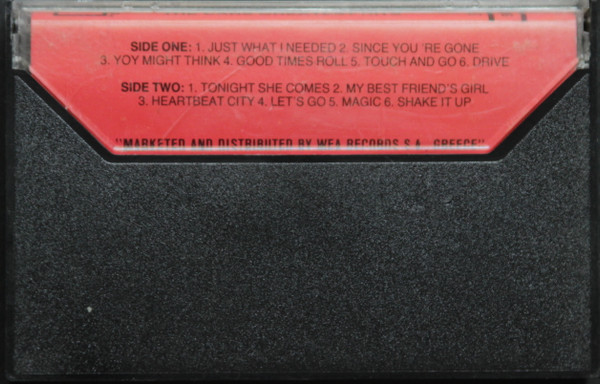 SIDE ONE: 1. JUST WHAT I NEEDED 2. SINCE YOU 'RE GONE
3. YOY MIGHT THINK 4. GOOD TIMES ROLL 5. TOUCH AND GO 6. DRIVE
SIDE TWO: 1. TONIGHT SHE COMES 2. MY BEST FRIEND'S GIRL
3. HEARTBEAT CITY 4. LET'S GO 5. MAGIC 6. SHAKE IT UP
"MARKETED AND DISTRIBUTED BY WEA RECORDS S.A. GREECE"